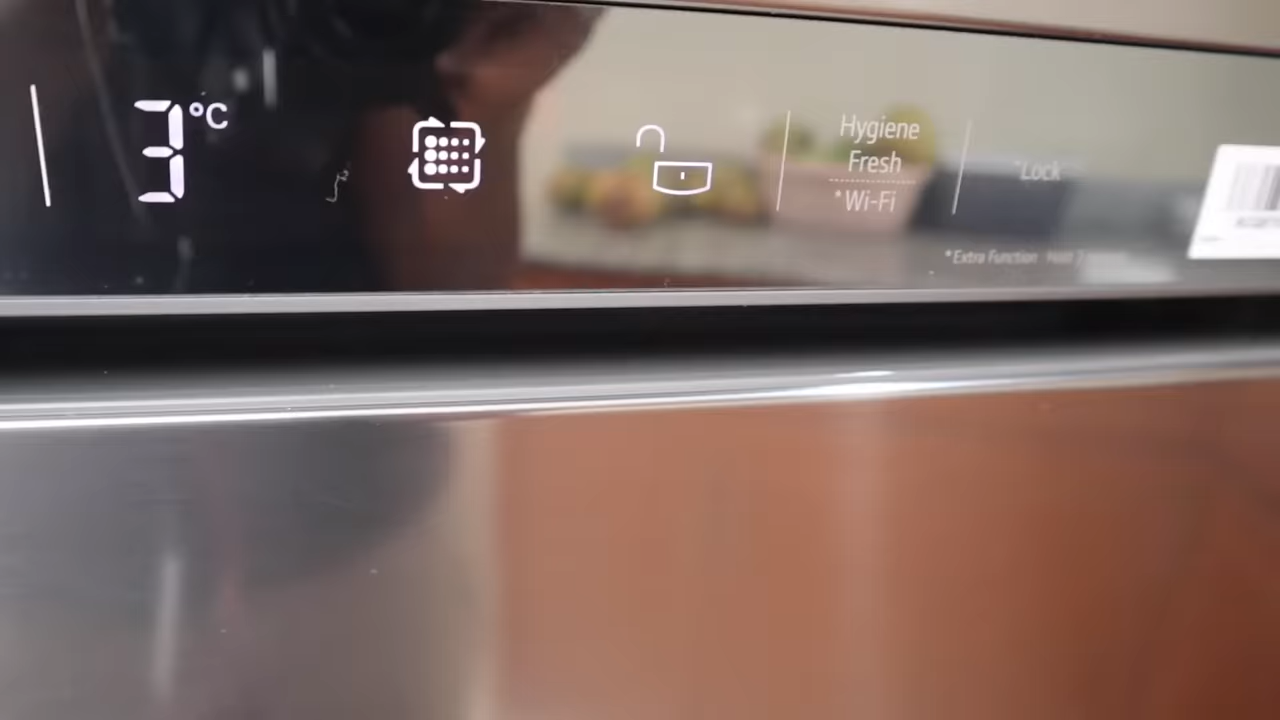 3 °C
Hygiene
Fresh
*Wi-Fi
*Lock
*Extra Function